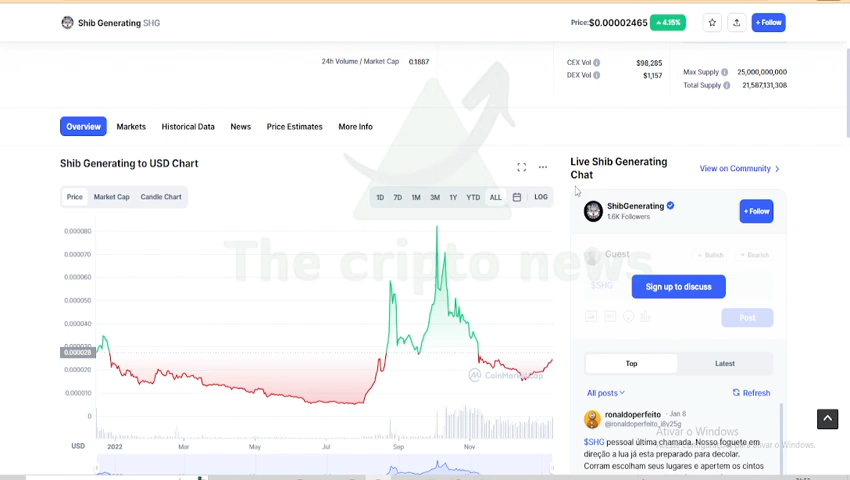 Shib Generating SHG
Price:$0.00002465 4.15%
+ Follow
24h Volume / Market Cap 0.1887
CEX Vol $98,285
DEX Vol $1,157
Max Supply 25,000,000,000
Total Supply 21,587,131,308
Overview Markets Historical Data News Price Estimates More Info
Shib Generating to USD Chart
Price Market Cap Candle Chart
1D 7D 1M 3M 1Y YTD ALL LOG
0.000080
0.000070
0.000060
0.000050
0.000040
0.000028
0.000020
0.000010
0
USD 2022 Mar May Jul Sep Nov
CoinMarketCap
The cripto news
Live Shib Generating
Chat
View on Community
ShibGenerating
1.6K Followers
+ Follow
Guest
Bullish Bearish
$SHG
Sign up to discuss
Post
Top Latest
All posts Refresh
ronaldoperfeito · Jan 8
@ronaldoperfeito_i8y25g
$SHG pessoal última chamada. Nosso foguete em
direção a lua já esta preparado para decolar.
Corram escolham seus lugares e apertem os cintos
Ativar o Windows